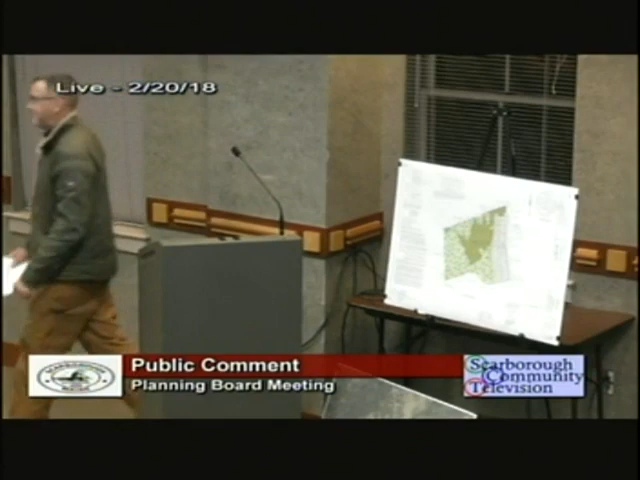 Live - 2/20/18
Public Comment
Planning Board Meeting
Scarborough
Community
Television